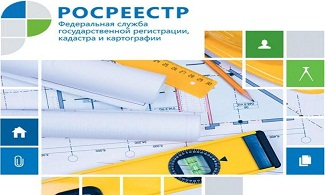 РОСРЕЕСТР
Федеральная служба
государственной регистрации,
кадастра и картографии